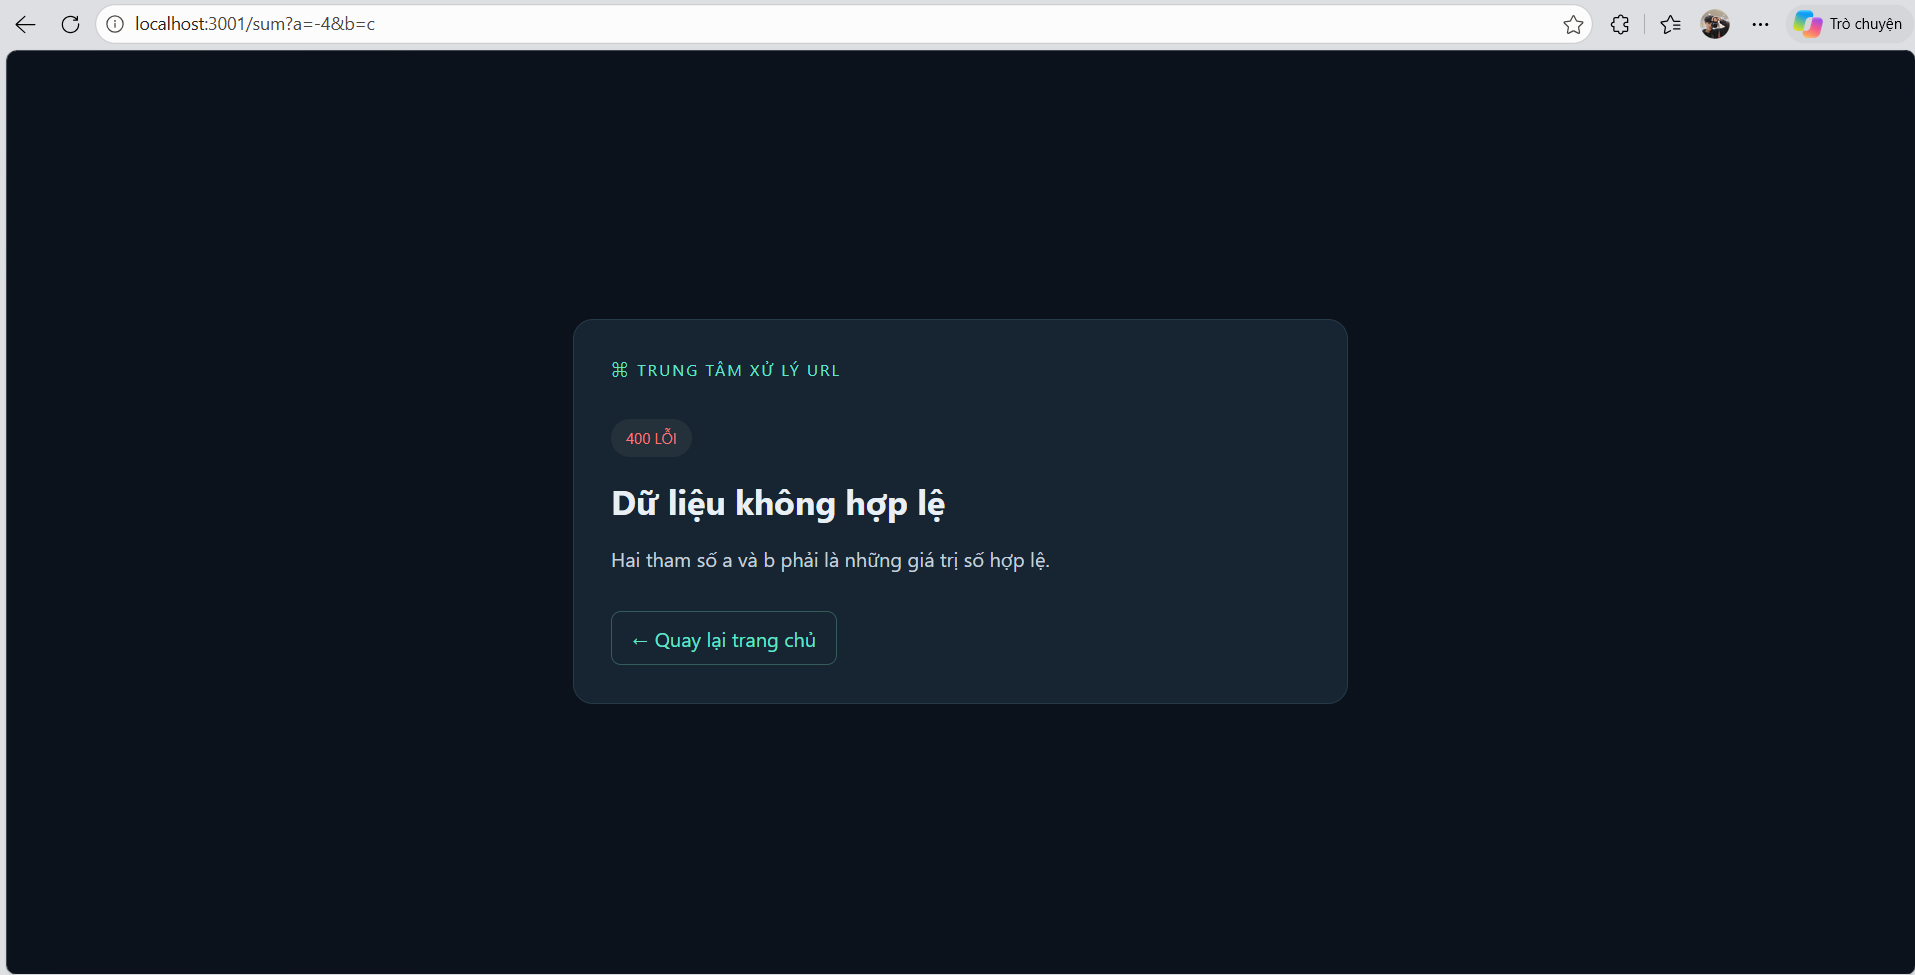 localhost:3001/sum?a=-4&b=c
Trò chuyện
⌘ TRUNG TÂM XỬ LÝ URL
400 LỖI
Dữ liệu không hợp lệ
Hai tham số a và b phải là những giá trị số hợp lệ.
← Quay lại trang chủ